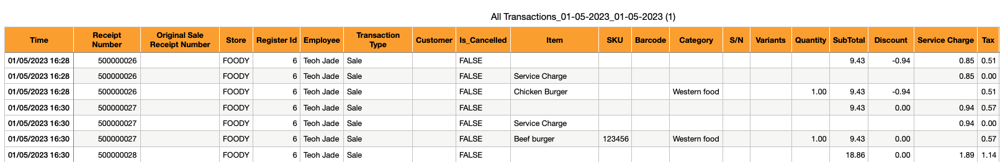 All Transactions_01-05-2023_01-05-2023 (1)
Time Receipt Number Original Sale Receipt Number Store Register Id Employee Transaction Type Customer Is_Cancelled Item SKU Barcode Category S/N Variants Quantity SubTotal Discount Service Charge Tax
01/05/2023 16:28 500000026 FOODY 6 Teoh Jade Sale FALSE 9.43 -0.94 0.85 0.51
01/05/2023 16:28 500000026 FOODY 6 Teoh Jade Sale FALSE Service Charge 0.85 0.00
01/05/2023 16:28 500000026 FOODY 6 Teoh Jade Sale FALSE Chicken Burger Western food 1.00 9.43 -0.94 0.51
01/05/2023 16:30 500000027 FOODY 6 Teoh Jade Sale FALSE 9.43 0.00 0.94 0.57
01/05/2023 16:30 500000027 FOODY 6 Teoh Jade Sale FALSE Service Charge 0.94 0.00
01/05/2023 16:30 500000027 FOODY 6 Teoh Jade Sale FALSE Beef burger 123456 Western food 1.00 9.43 0.00 0.57
01/05/2023 16:30 500000028 FOODY 6 Teoh Jade Sale FALSE 18.86 0.00 1.89 1.14